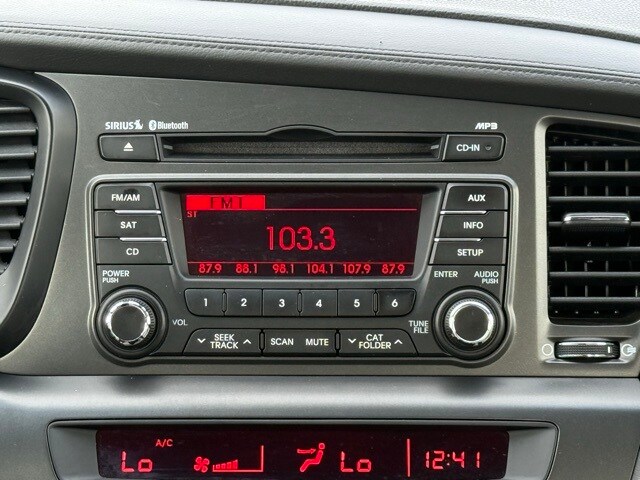 SIRIUS Bluetooth MP3
CD-IN
FM/AM FM1 AUX
ST
SAT 103.3 INFO
CD SETUP
87.9 88.1 98.1 104.1 107.9 87.9
POWER PUSH ENTER AUDIO PUSH
1 2 3 4 5 6
VOL TUNE FILE
SEEK TRACK SCAN MUTE CAT FOLDER
A/C
Lo Lo 12:41